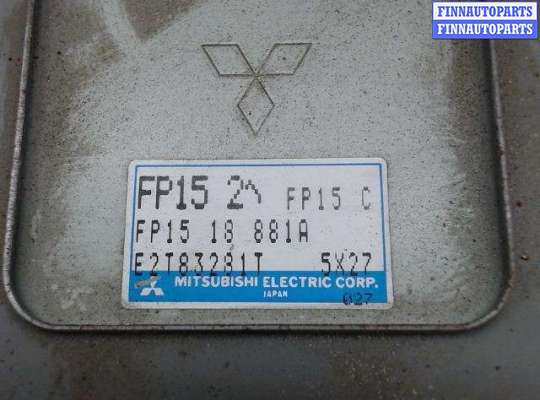 FINNAUTOPARTS
FINNAUTOPARTS
FP15 2^ FP15 C
FP15 18 881A
E2T83281T 5X27
MITSUBISHI ELECTRIC CORP.
JAPAN
027